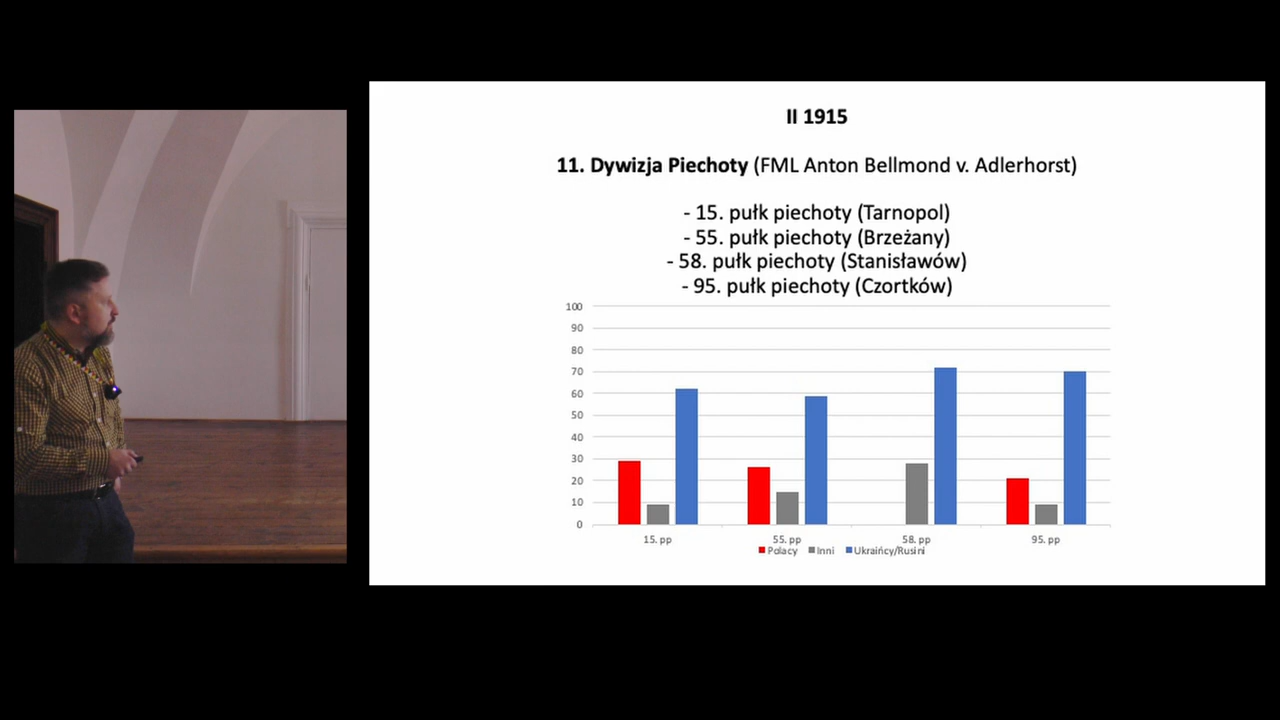 II 1915
11. Dywizja Piechoty (FML Anton Bellmond v. Adlerhorst)
- 15. pułk piechoty (Tarnopol)
- 55. pułk piechoty (Brzeżany)
- 58. pułk piechoty (Stanisławów)
- 95. pułk piechoty (Czortków)
100
90
80
70
60
50
40
30
20
10
0
15. pp 55. pp 58. pp 95. pp
Polacy Inni Ukraińcy/Rusini